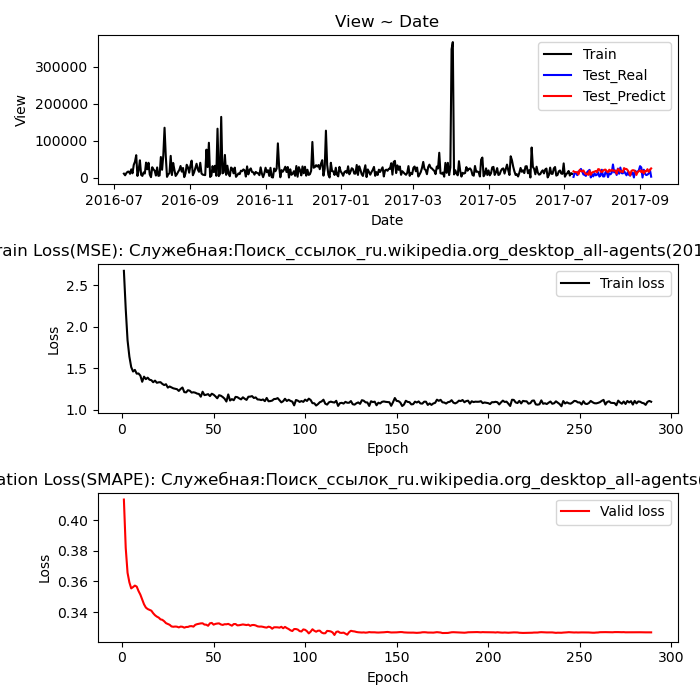 View ~ Date
300000
200000
100000
0
View
Train
Test_Real
Test_Predict
2016-07 2016-09 2016-11 2017-01 2017-03 2017-05 2017-07 2017-09
Date
rain Loss(MSE): Служебная:Поиск_ссылок_ru.wikipedia.org_desktop_all-agents(201
2.5
2.0
1.5
1.0
Loss
Train loss
0 50 100 150 200 250 300
Epoch
ation Loss(SMAPE): Служебная:Поиск_ссылок_ru.wikipedia.org_desktop_all-agents(
0.40
0.38
0.36
0.34
Loss
Valid loss
0 50 100 150 200 250 300
Epoch